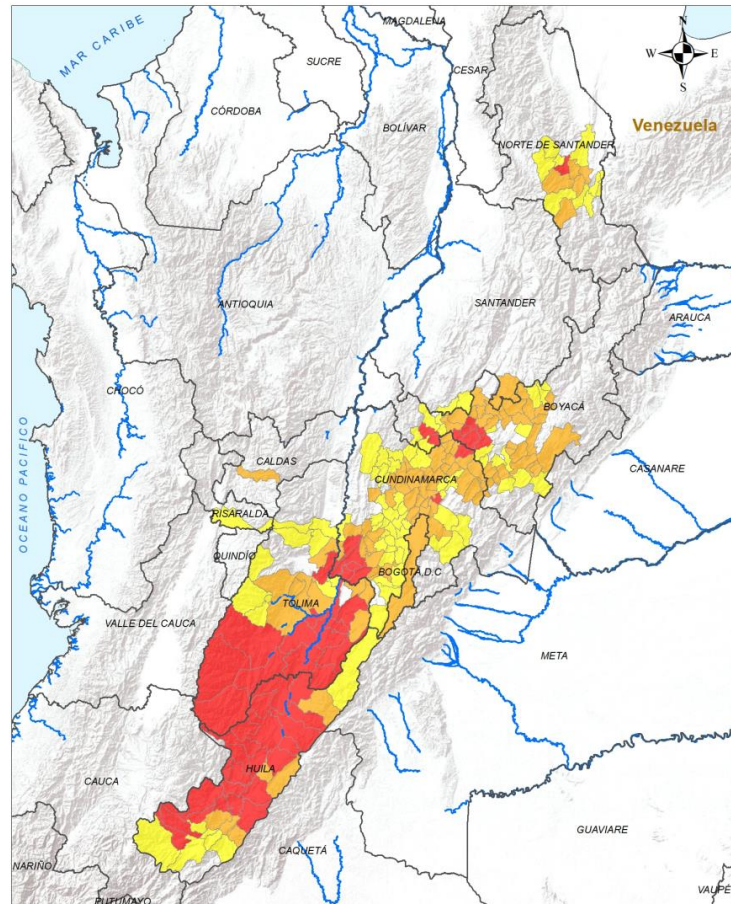 MAGDALENA
MAR CARIBE
SUCRE
CESAR
N
W
E
S
CÓRDOBA
BOLÍVAR
Venezuela
NORTE DE SANTANDER
ANTIOQUIA
SANTANDER
ARAUCA
CHOCÓ
BOYACÁ
OCEANO PACIFICO
CALDAS
CUNDINAMARCA
CASANARE
RISARALDA
QUINDÍO
BOGOTÁ D.C
TOLIMA
VALLE DEL CAUCA
META
HUILA
CAUCA
GUAVIARE
CAQUETÁ
NARIÑO
PUTUMAYO
VAUPÉ